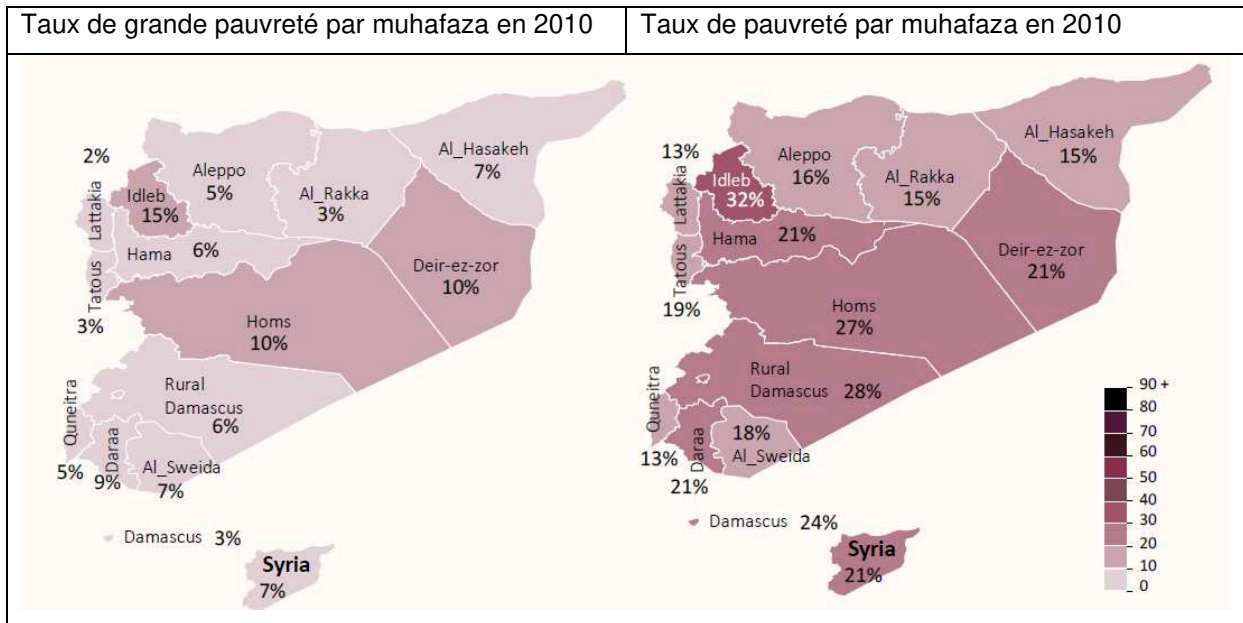 Taux de grande pauvreté par muhafaza en 2010
Taux de pauvreté par muhafaza en 2010
2%
Aleppo
5%
Al_Hasakeh
7%
Idleb
15%
Al_Rakka
3%
Lattakia
Hama 6%
Deir-ez-zor
10%
Tatous
3%
Homs
10%
Rural
Damascus
6%
Quneitra
5%
Daraa
9%
Al_Sweida
7%
Damascus 3%
Syria
7%
13%
Aleppo
16%
Al_Hasakeh
15%
Idleb
32%
Al_Rakka
15%
Lattakia
Hama 21%
Deir-ez-zor
21%
Tatous
19%
Homs
27%
Rural
Damascus 28%
Quneitra
13%
Daraa
21%
18%
Al_Sweida
Damascus 24%
Syria
21%
90 +
80
70
60
50
40
30
20
10
0